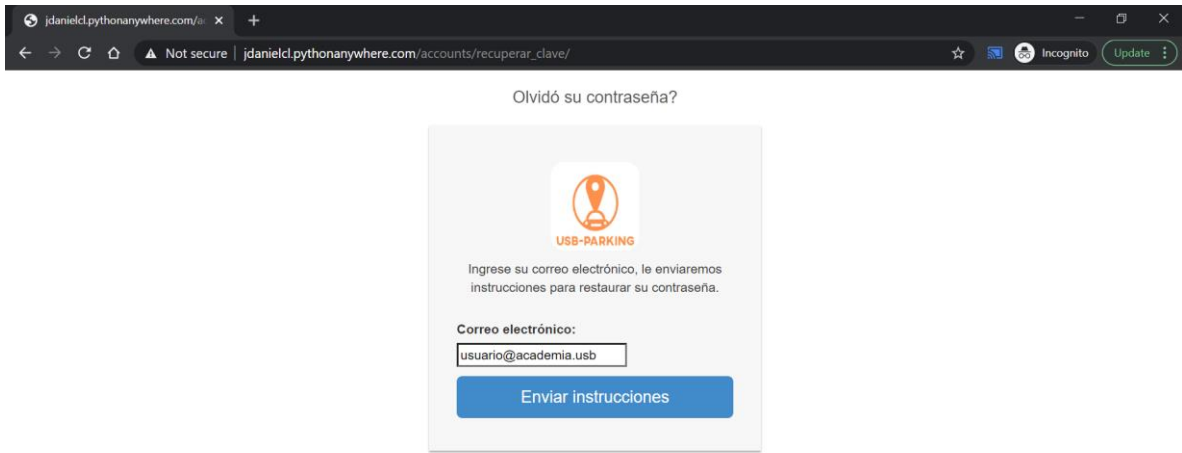 jdanielcl.pythonanywhere.com/ac
Not secure | jdanielcl.pythonanywhere.com/accounts/recuperar_clave/ Incognito Update
Olvidó su contraseña?
USB-PARKING
Ingrese su correo electrónico, le enviaremos
instrucciones para restaurar su contraseña.
Correo electrónico:
usuario@academia.usb
Enviar instrucciones